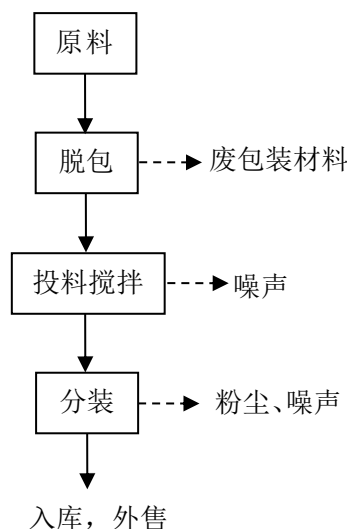 原料
脱包
废包装材料
投料搅拌
噪声
分装
粉尘、噪声
入库，外售